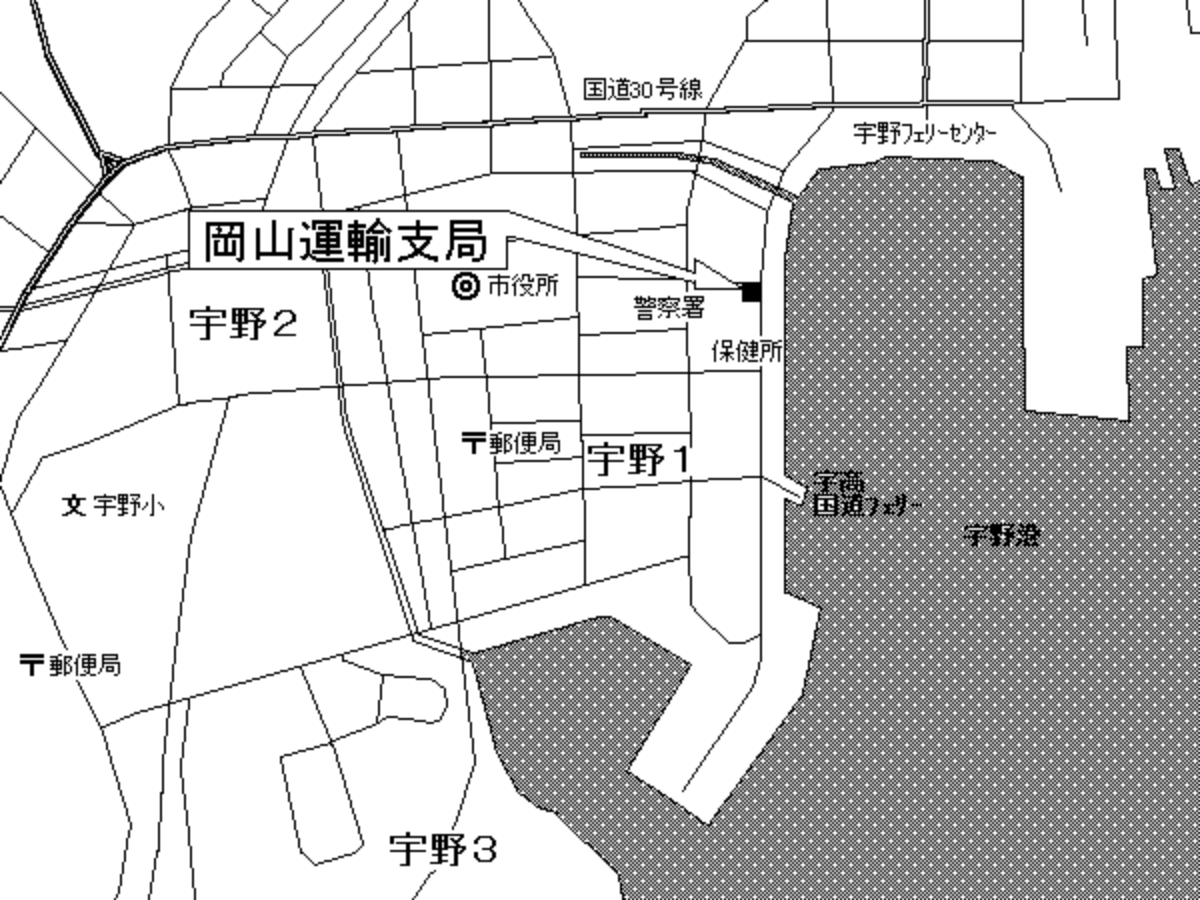 国道30号線
宇野フェリーセンター
岡山運輸支局
市役所
警察署
宇野2
保健所
〒郵便局
宇野1
文 宇野小
宇高
国道フェリー
宇野港
〒郵便局
宇野3